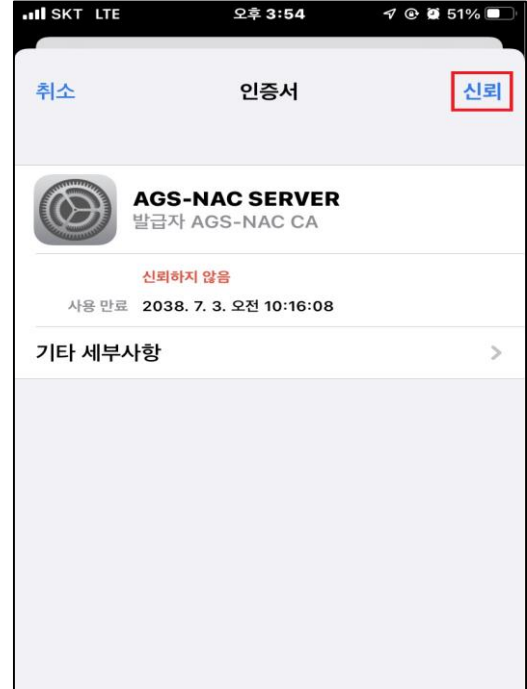 SKT LTE 오후 3:54 51%
취소 인증서 신뢰
AGS-NAC SERVER
발급자 AGS-NAC CA
신뢰하지 않음
사용 만료 2038. 7. 3. 오전 10:16:08
기타 세부사항